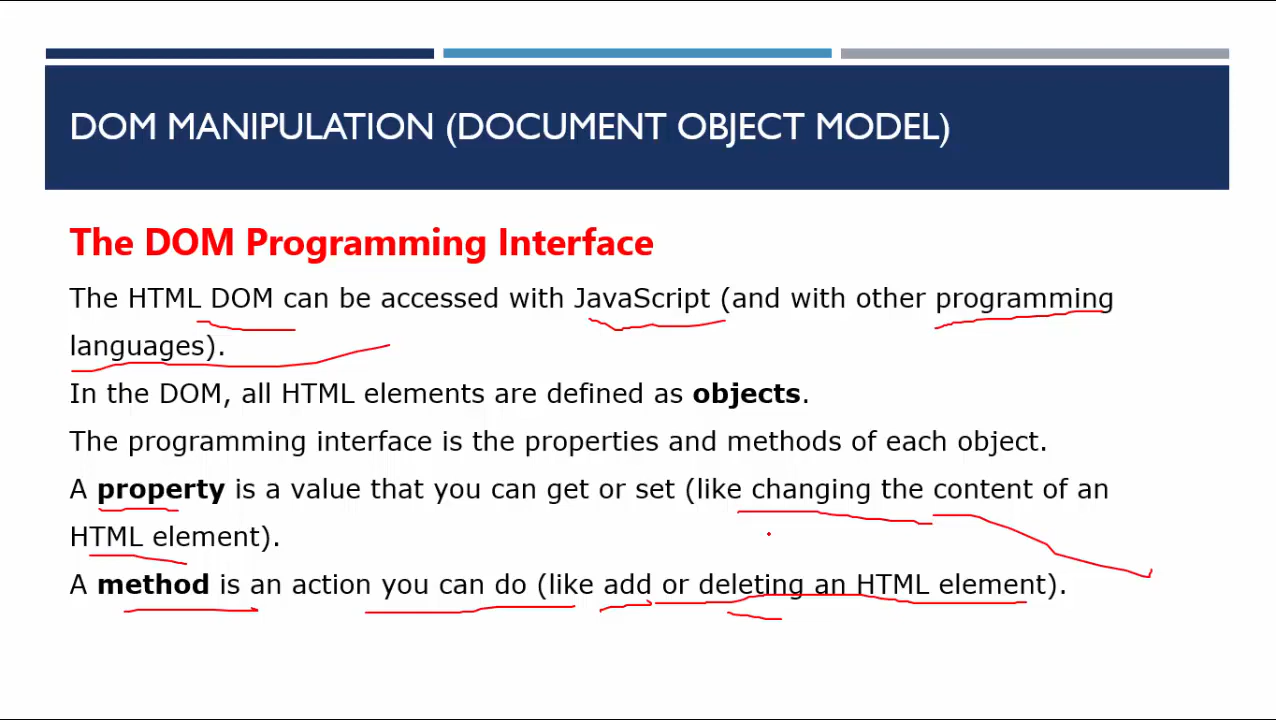 DOM MANIPULATION (DOCUMENT OBJECT MODEL)
The DOM Programming Interface
The HTML DOM can be accessed with JavaScript (and with other programming
languages).
In the DOM, all HTML elements are defined as objects.
The programming interface is the properties and methods of each object.
A property is a value that you can get or set (like changing the content of an
HTML element).
A method is an action you can do (like add or deleting an HTML element).